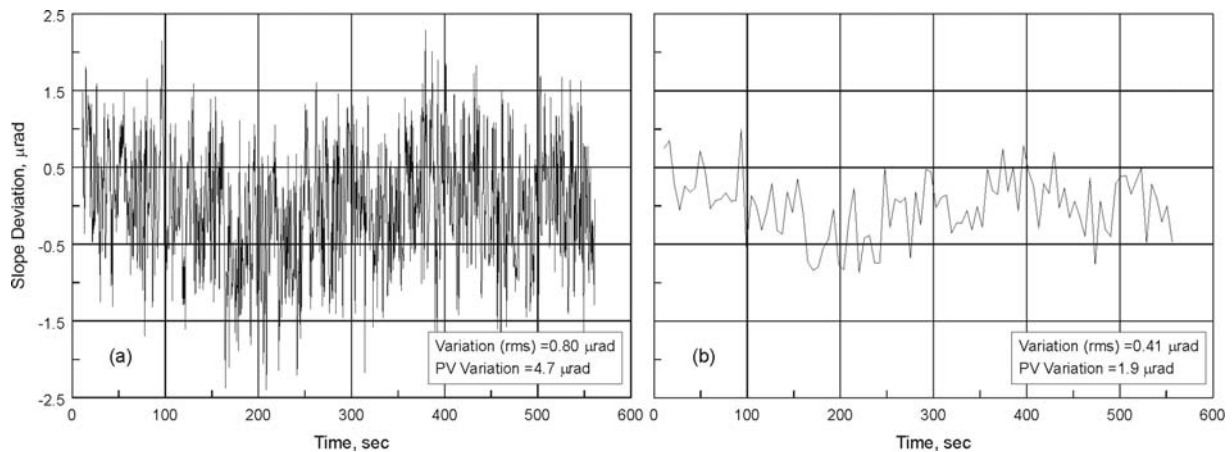 2.5
1.5
0.5
-0.5
-1.5
-2.5
Slope Deviation, μrad
(a)
Variation (rms) =0.80 μrad
PV Variation =4.7 μrad
0 100 200 300 400 500 600
Time, sec
(b)
Variation (rms) =0.41 μrad
PV Variation =1.9 μrad
0 100 200 300 400 500 600
Time, sec